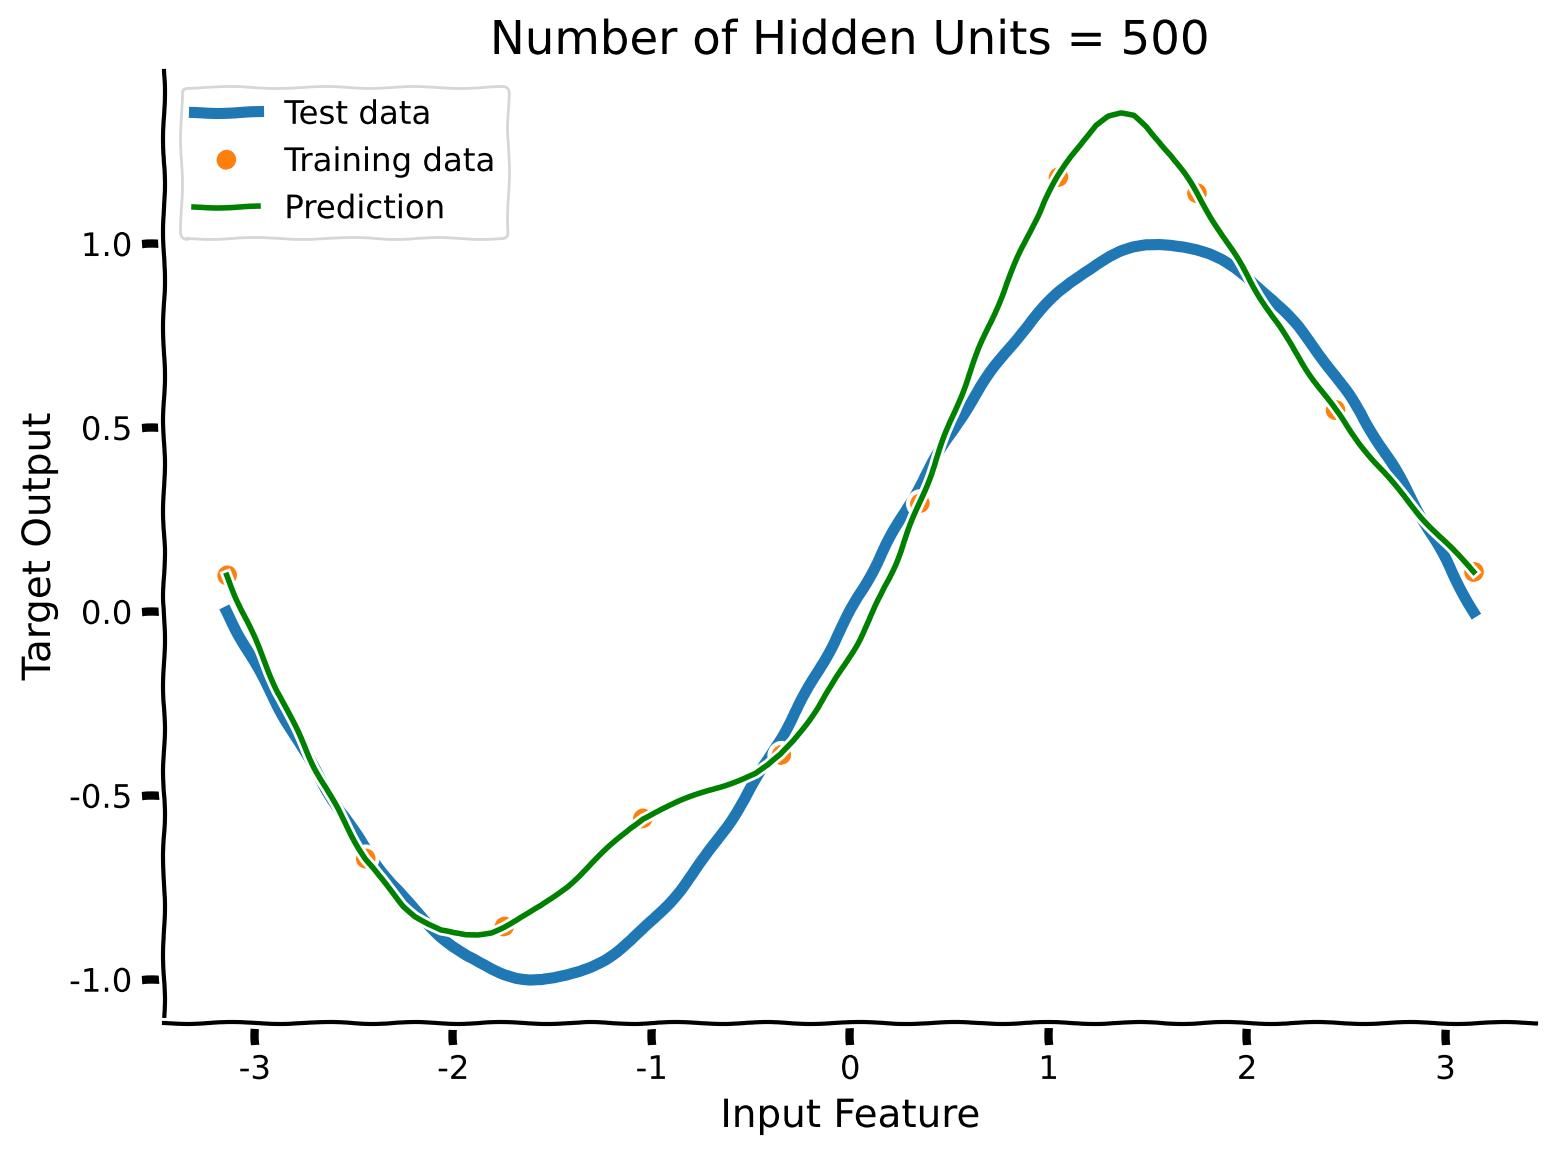 Number of Hidden Units = 500
Test data
Training data
Prediction
Target Output
1.0
0.5
0.0
-0.5
-1.0
-3 -2 -1 0 1 2 3
Input Feature